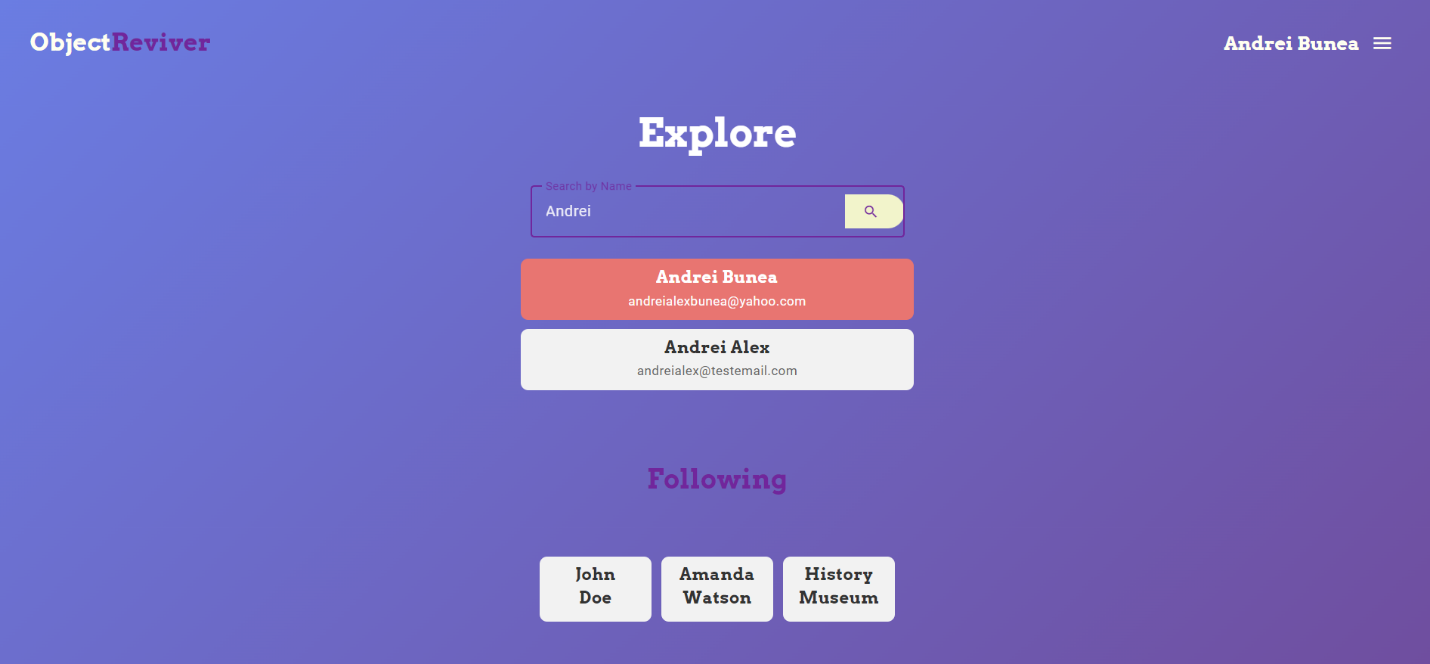 ObjectReviver
Andrei Bunea
Explore
Search by Name
Andrei
Andrei Bunea
andreialexbunea@yahoo.com
Andrei Alex
andreialex@testemail.com
Following
John
Doe
Amanda
Watson
History
Museum